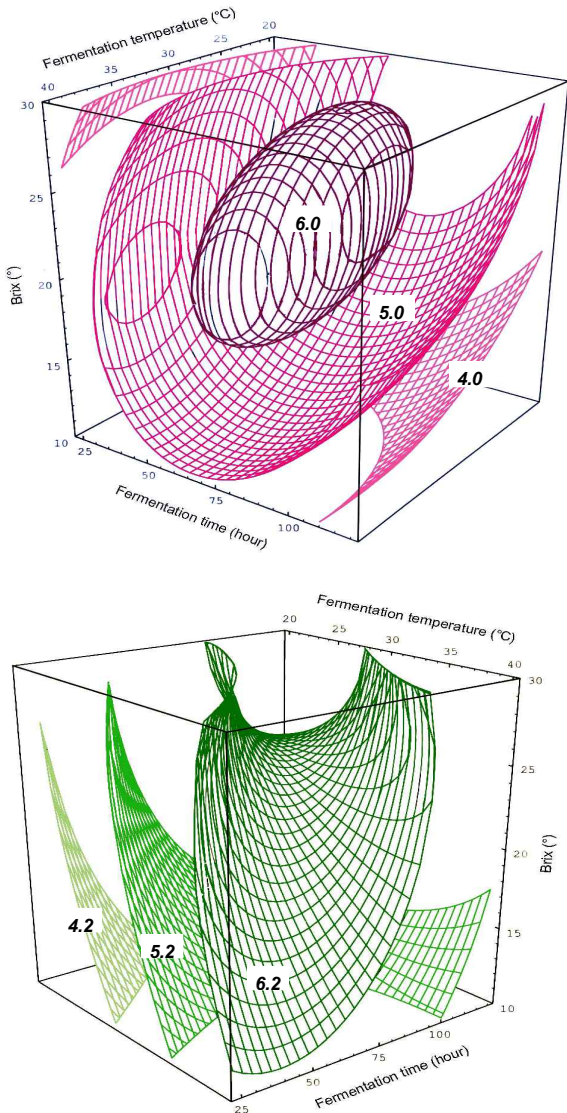 Fermentation temperature (°C)
40 35 30 25 20
30
25
20
15
10
Brix (°)
6.0
5.0
4.0
25 50 75 100
Fermentation time (hour)
Fermentation temperature (°C)
20 25 30 35 40
30
25
20
15
10
Brix (°)
4.2
5.2
6.2
25 50 75 100
Fermentation time (hour)